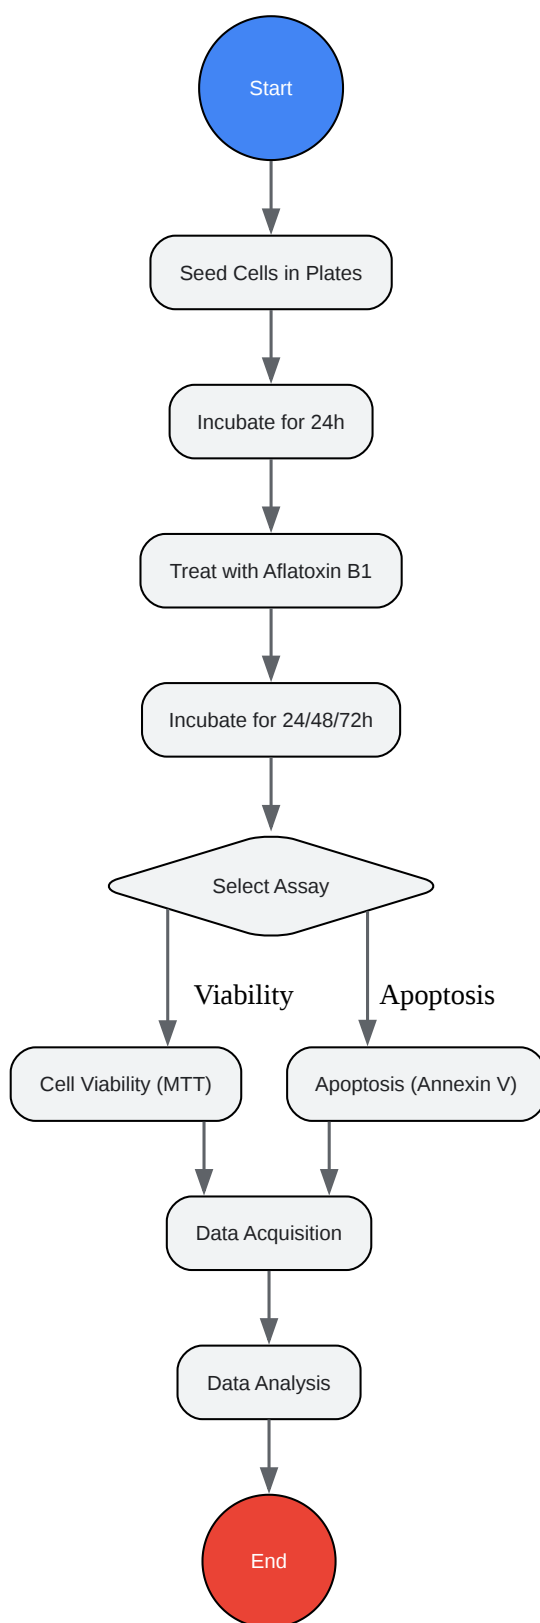 Start
Seed Cells in Plates
Incubate for 24h
Treat with Aflatoxin B1
Incubate for 24/48/72h
Select Assay
Viability
Apoptosis
Cell Viability (MTT)
Apoptosis (Annexin V)
Data Acquisition
Data Analysis
End